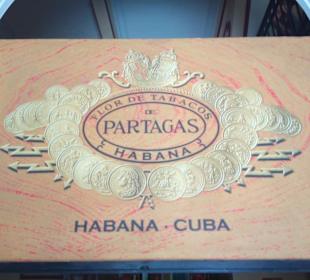 FLOR DE TABACOS
DE
PARTAGAS
HABANA
HABANA · CUBA